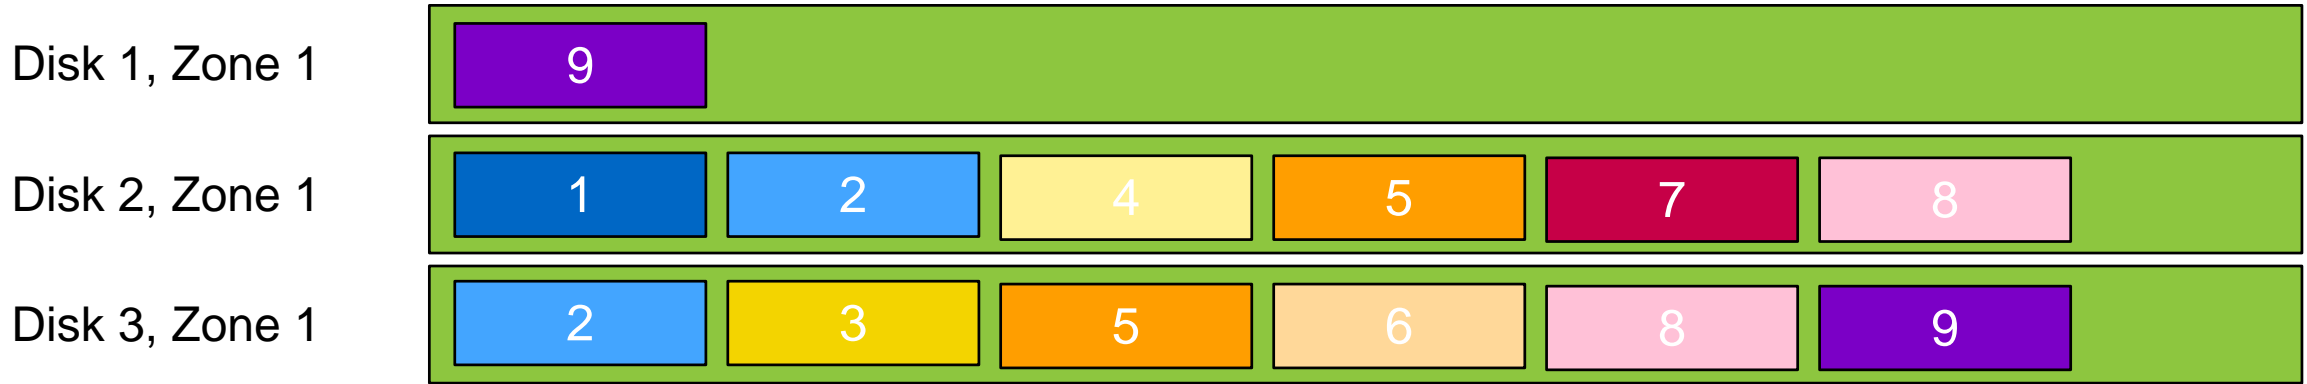 Disk 1, Zone 1 9
Disk 2, Zone 1 1 2 4 5 7 8
Disk 3, Zone 1 2 3 5 6 8 9